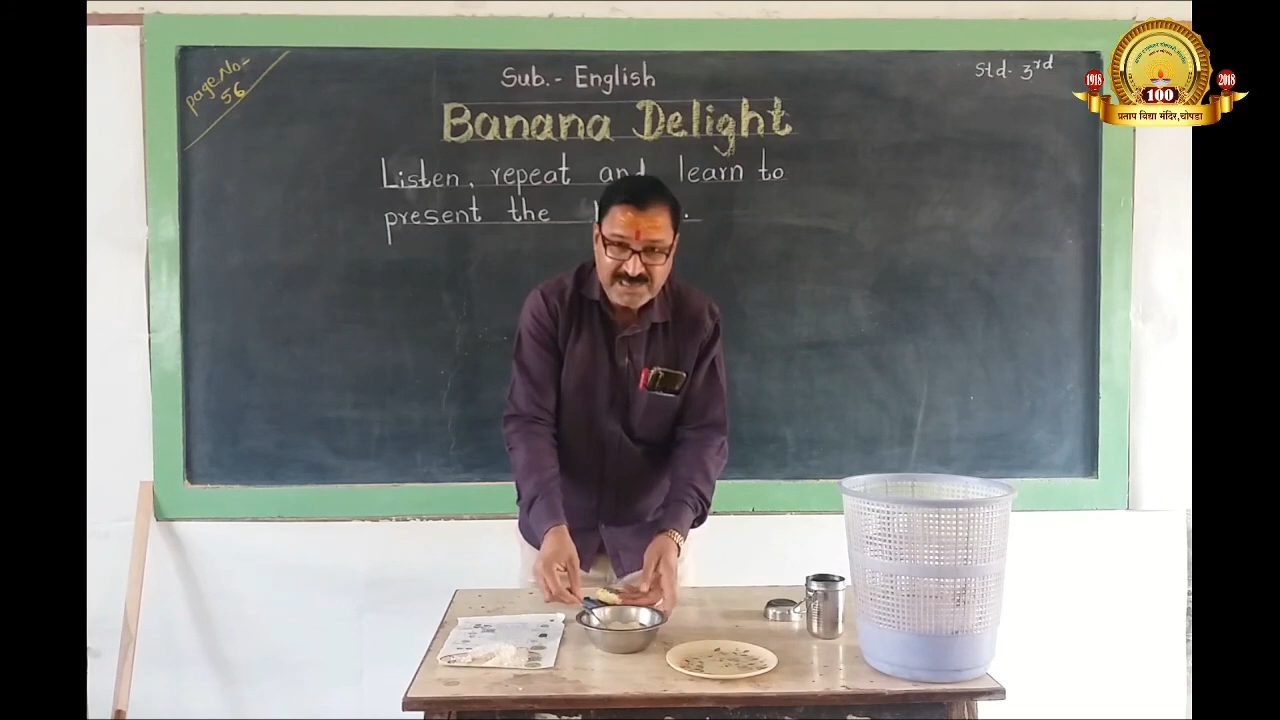 page No-
56
Sub.- English
Std. 3rd
Banana Delight
Listen, repeat and learn to
present the
1918
2018
100
प्रताप विद्या मंदिर,चोपडा